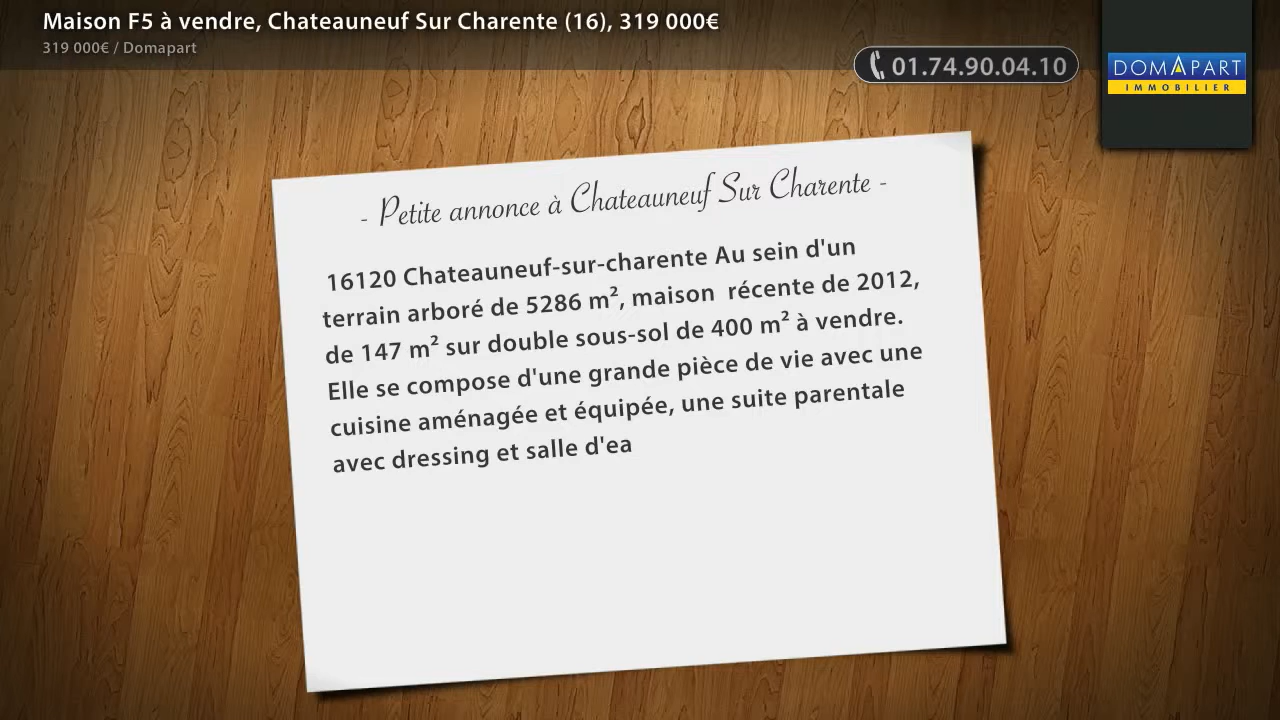 Maison F5 à vendre, Chateauneuf Sur Charente (16), 319 000€
319 000€ / Domapart
01.74.90.04.10
DOMAPART
IMMOBILIER
- Petite annonce à Chateauneuf Sur Charente -
16120 Chateauneuf-sur-charente Au sein d'un
terrain arboré de 5286 m², maison récente de 2012,
de 147 m² sur double sous-sol de 400 m² à vendre.
Elle se compose d'une grande pièce de vie avec une
cuisine aménagée et équipée, une suite parentale
avec dressing et salle d'ea